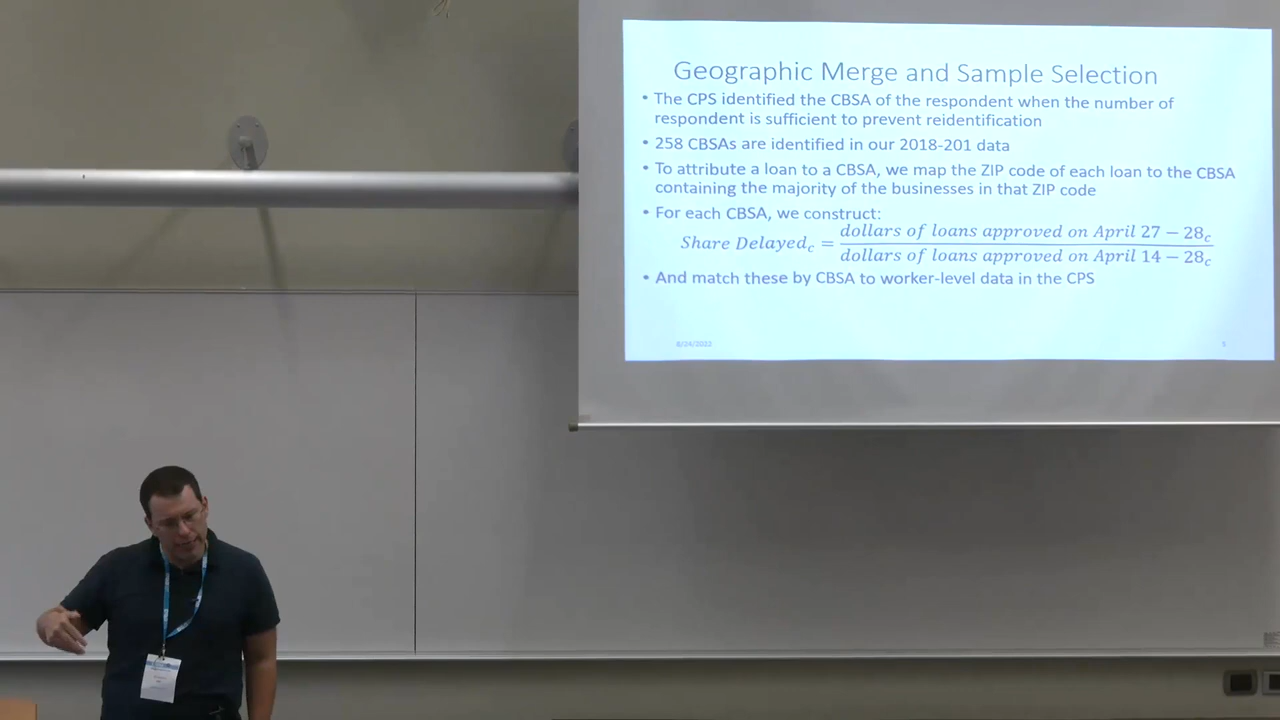 Geographic Merge and Sample Selection
• The CPS identified the CBSA of the respondent when the number of
respondent is sufficient to prevent reidentification
• 258 CBSAs are identified in our 2018-201 data
• To attribute a loan to a CBSA, we map the ZIP code of each loan to the CBSA
containing the majority of the businesses in that ZIP code
• For each CBSA, we construct:
Share Delayed_c = dollars of loans approved on April 27 − 28_c
dollars of loans approved on April 14 − 28_c
• And match these by CBSA to worker-level data in the CPS
8/24/2022
5